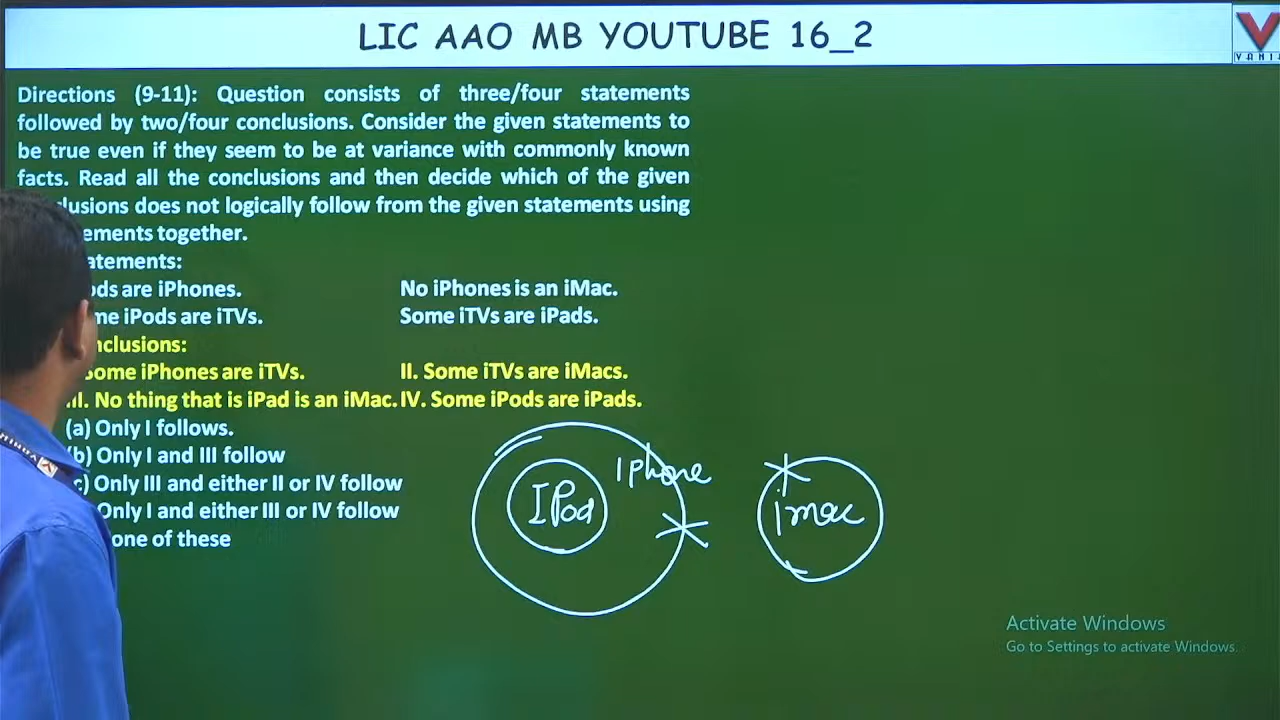 LIC AAO MB YOUTUBE 16_2
Directions (9-11): Question consists of three/four statements
followed by two/four conclusions. Consider the given statements to
be true even if they seem to be at variance with commonly known
facts. Read all the conclusions and then decide which of the given
lusions does not logically follow from the given statements using
ements together.
atements:
ods are iPhones. No iPhones is an iMac.
me iPods are iTVs. Some iTVs are iPads.
nclusions:
Some iPhones are iTVs. II. Some iTVs are iMacs.
III. No thing that is iPad is an iMac. IV. Some iPods are iPads.
(a) Only I follows.
(b) Only I and III follow
c) Only III and either II or IV follow
Only I and either III or IV follow
one of these
IPhone
IPod
imac
Activate Windows
Go to Settings to activate Windows.